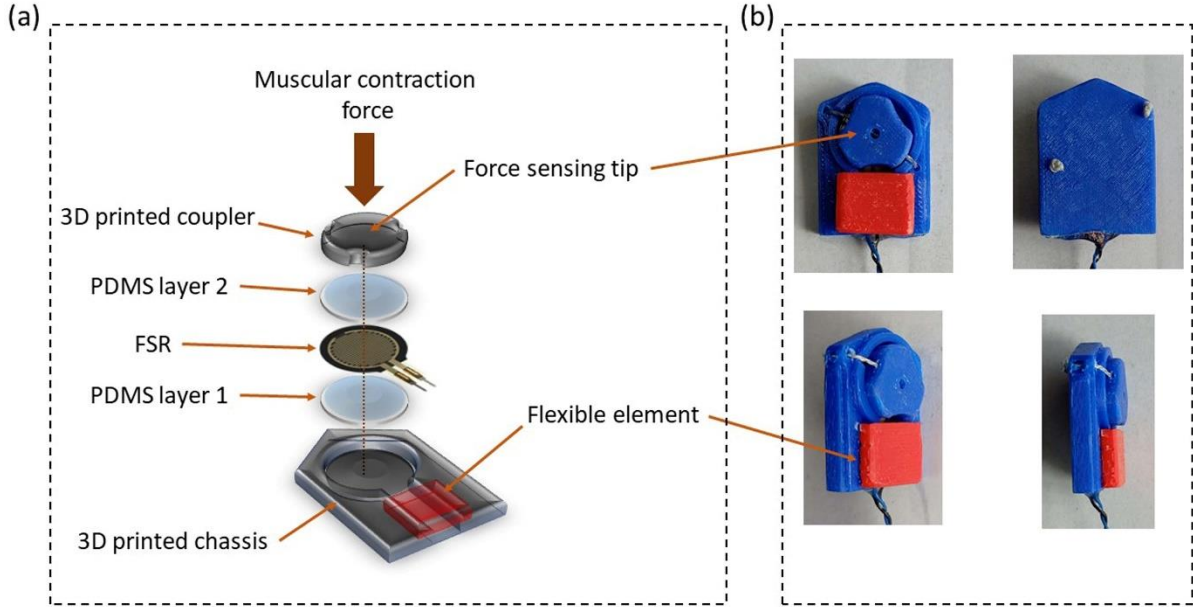 (a)
(b)
Muscular contraction
force
Force sensing tip
3D printed coupler
PDMS layer 2
FSR
PDMS layer 1
Flexible element
3D printed chassis